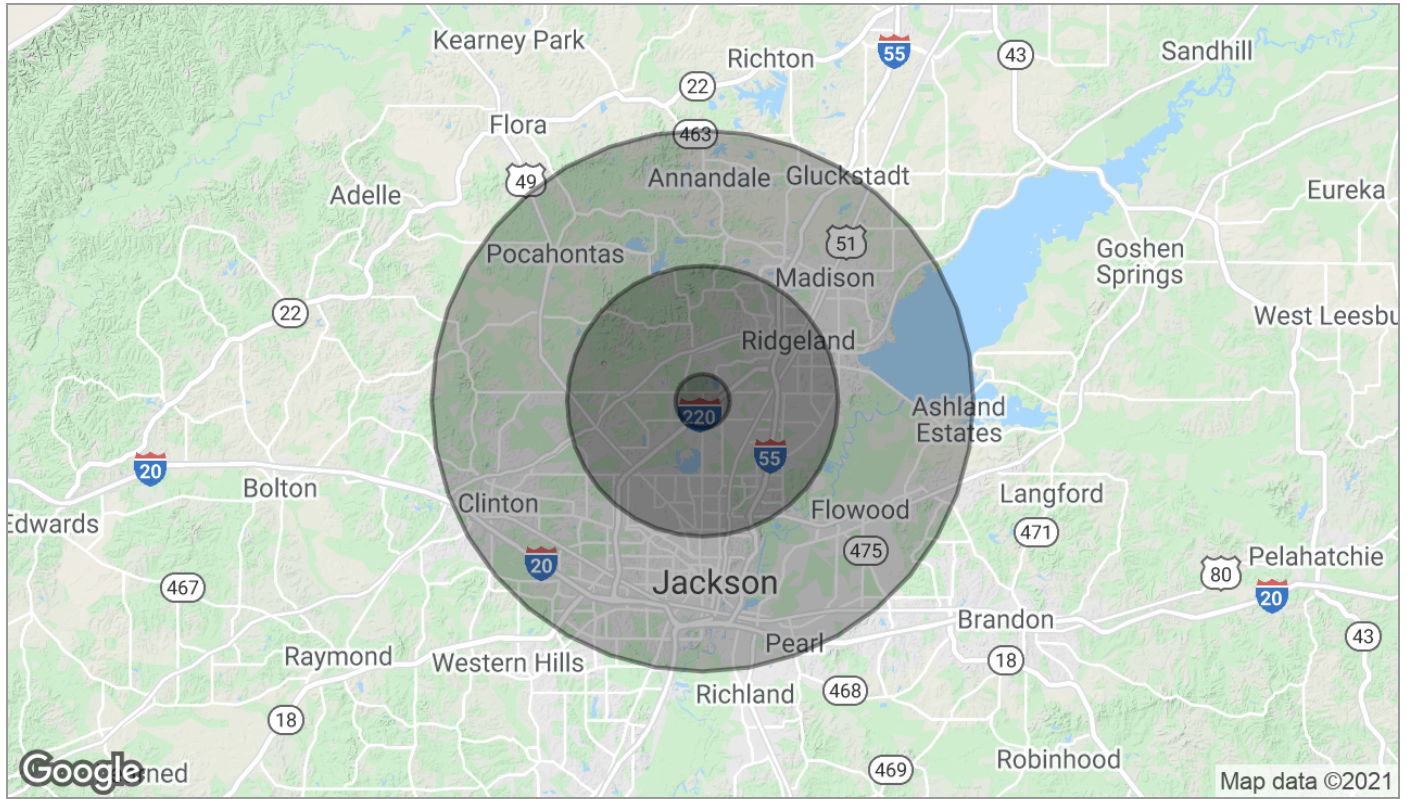 Kearney Park
Richton
55
43
Sandhill
22
Flora
463
49
Annandale
Gluckstadt
Adelle
Eureka
51
Pocahontas
Goshen
Springs
Madison
22
West Leesbu
Ridgeland
220
Ashland
Estates
55
20
Bolton
Clinton
Langford
Edwards
Flowood
471
475
20
Pelahatchie
80
467
Jackson
20
Brandon
43
Pearl
Raymond
Western Hills
18
Richland
468
18
Robinhood
469
Google
Map data ©2021